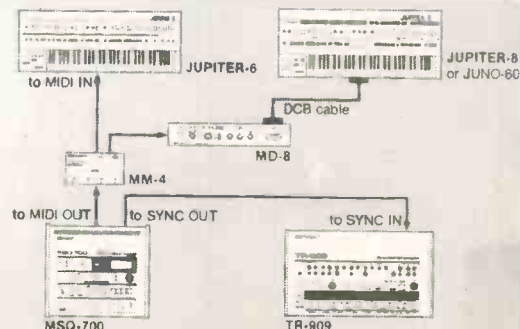 JUPITER-6
JUPITER-8
or JUNO-60
to MIDI IN
DCB cable
MD-8
MM-4
to MIDI OUT
to SYNC OUT
to SYNC IN
MSQ-700
TR-909